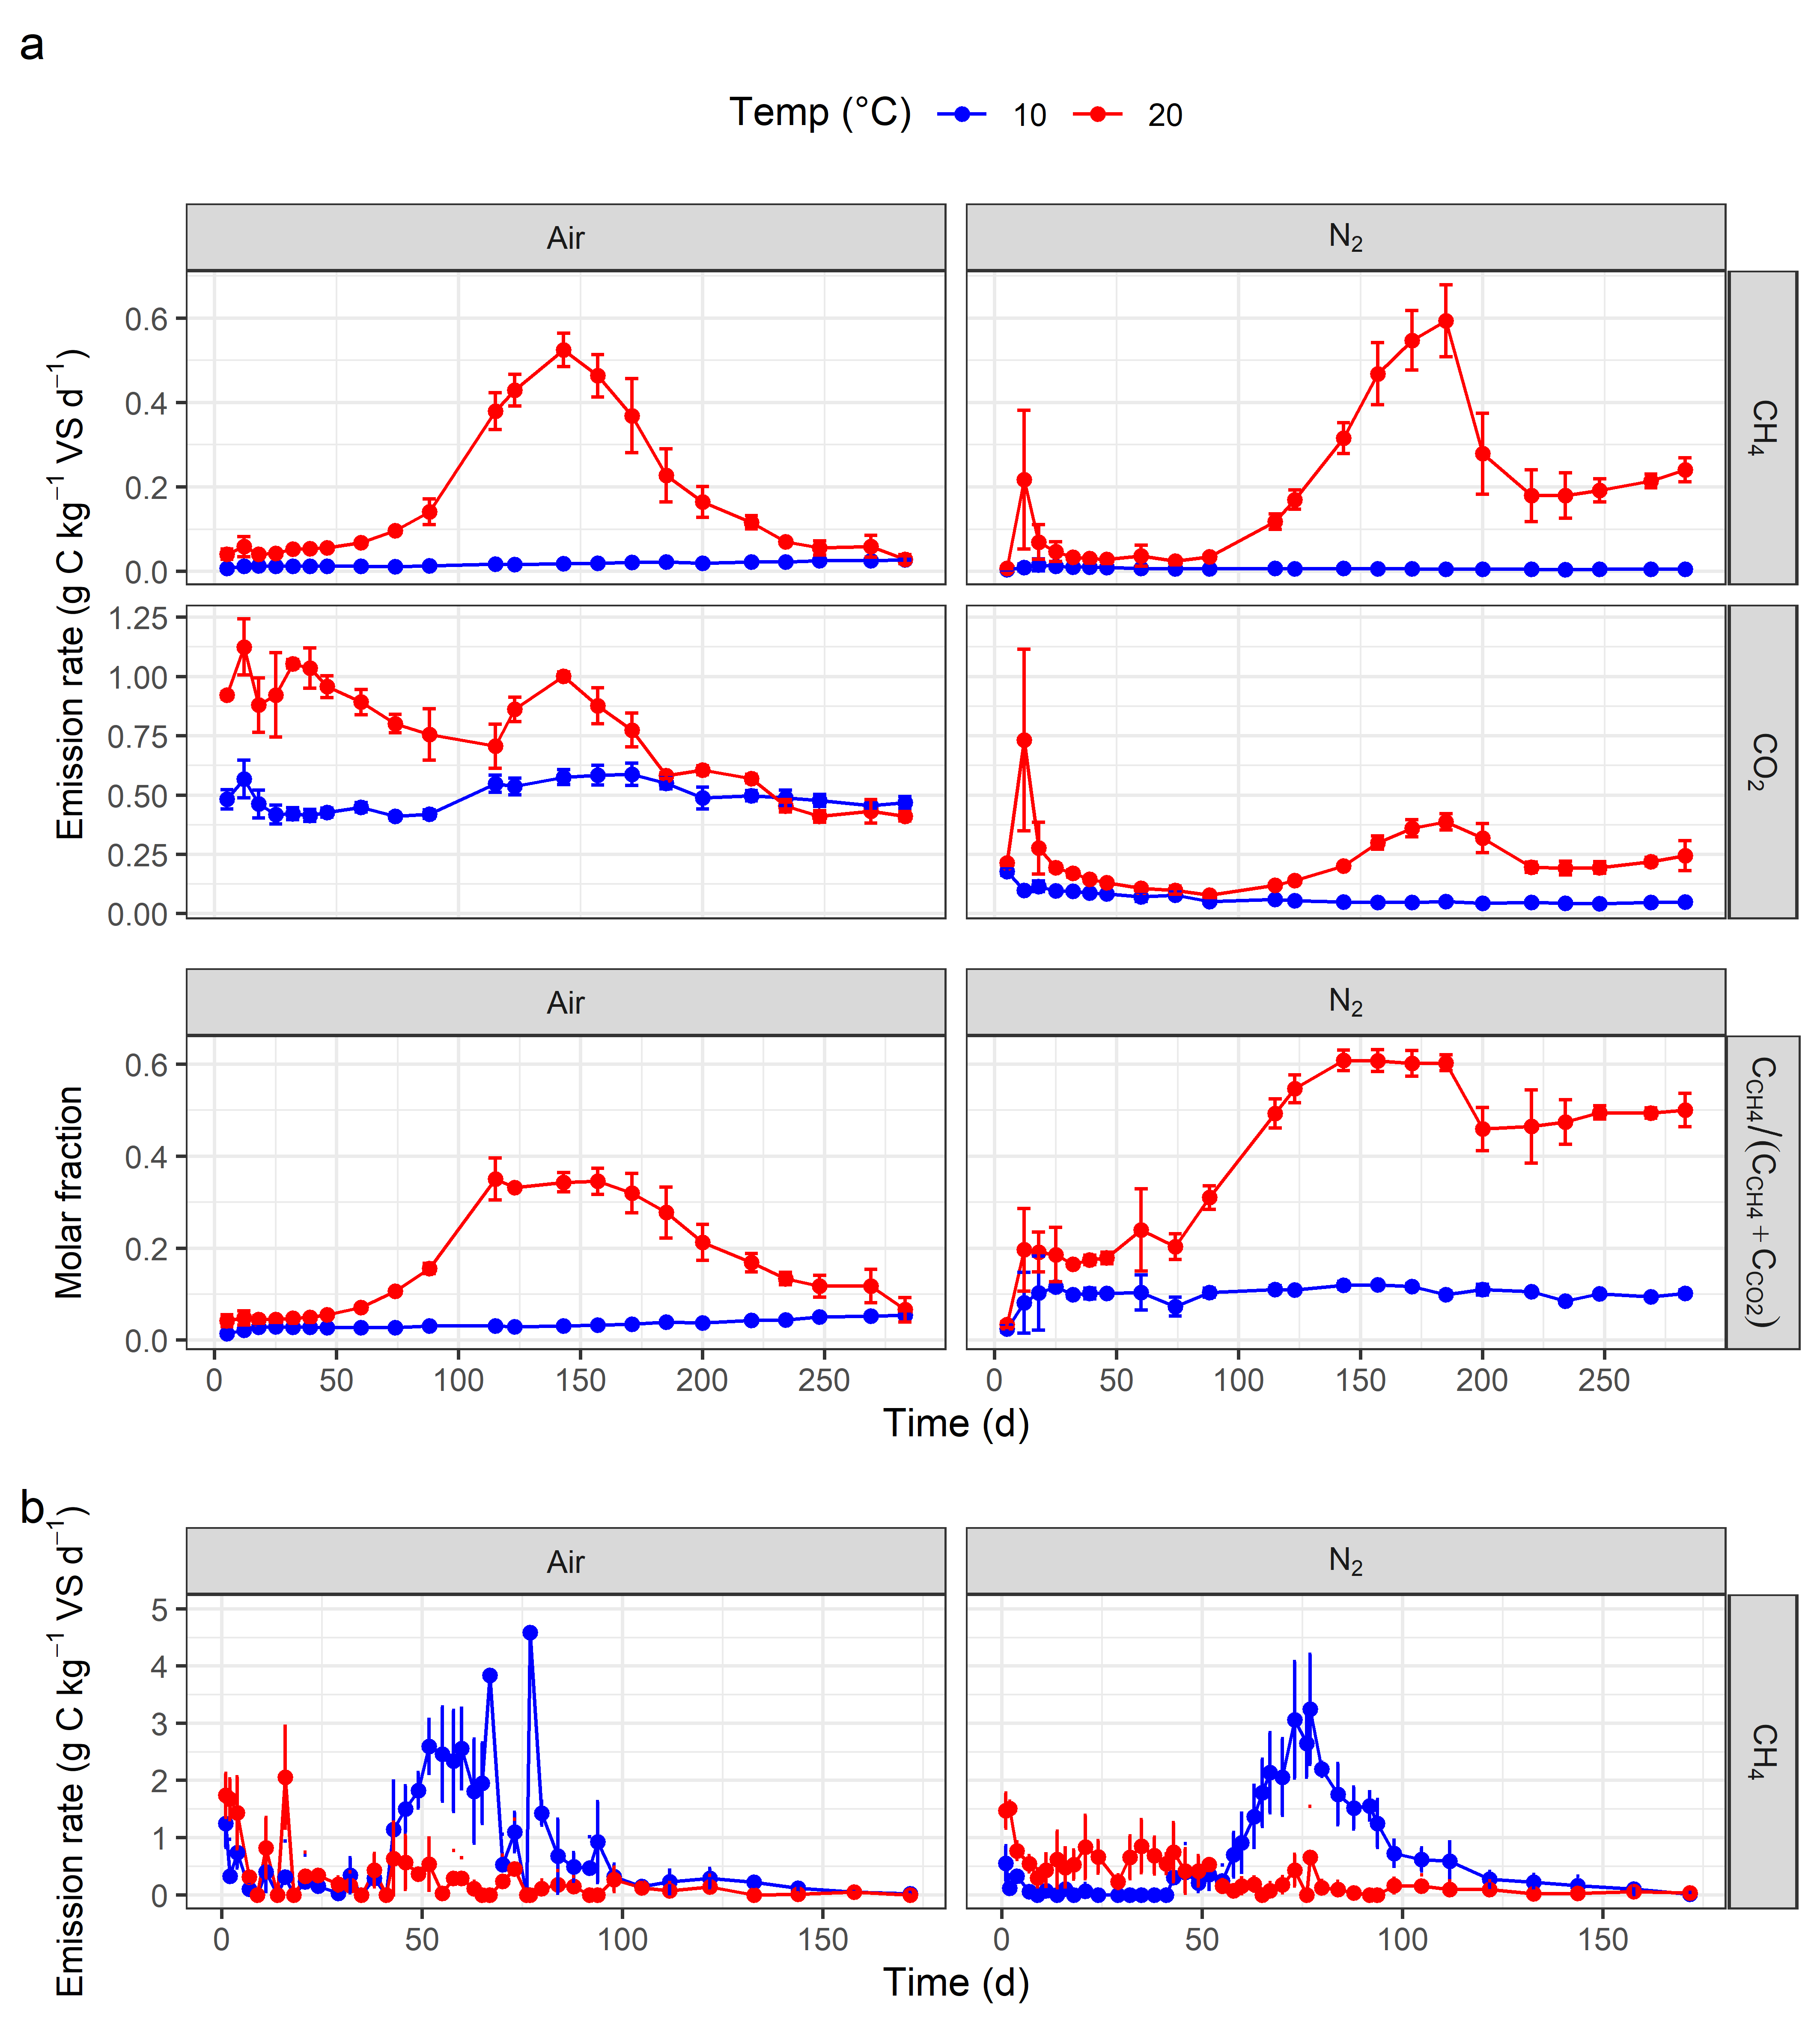 a
Temp (°C) 10 20
Air N₂
Emission rate (g C kg⁻¹ VS d⁻¹)
0.6
0.4
0.2
0.0
CH₄
1.25
1.00
0.75
0.50
0.25
0.00
CO₂
Air N₂
Molar fraction
0.6
0.4
0.2
0.0
C_CH4/(C_CH4+C_CO2)
0 50 100 150 200 250 0 50 100 150 200 250
Time (d)
b
Air N₂
Emission rate (g C kg⁻¹ VS d⁻¹)
5
4
3
2
1
0
CH₄
0 50 100 150 0 50 100 150
Time (d)